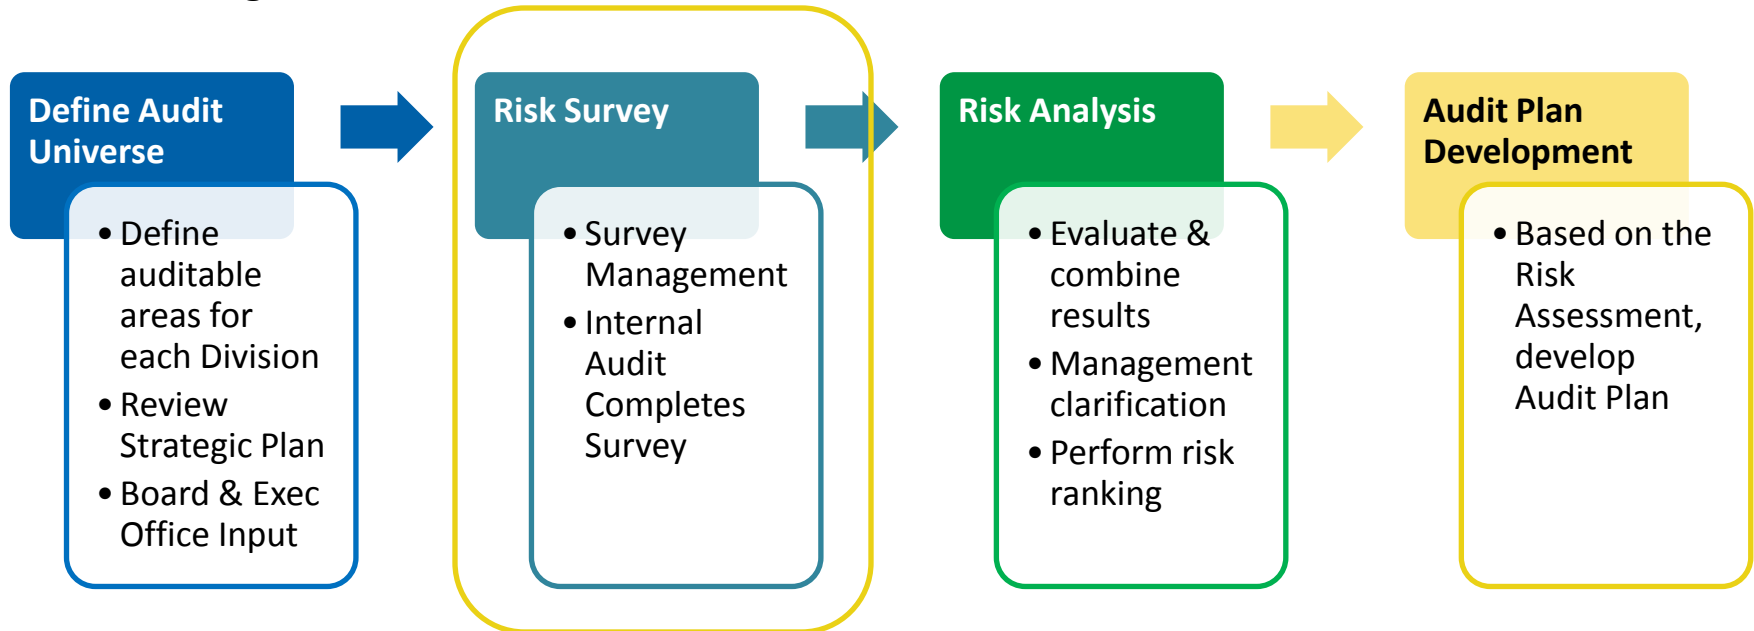 Define Audit
Universe
• Define
auditable
areas for
each Division
• Review
Strategic Plan
• Board & Exec
Office Input
Risk Survey
• Survey
Management
• Internal
Audit
Completes
Survey
Risk Analysis
• Evaluate &
combine
results
• Management
clarification
• Perform risk
ranking
Audit Plan
Development
• Based on the
Risk
Assessment,
develop
Audit Plan